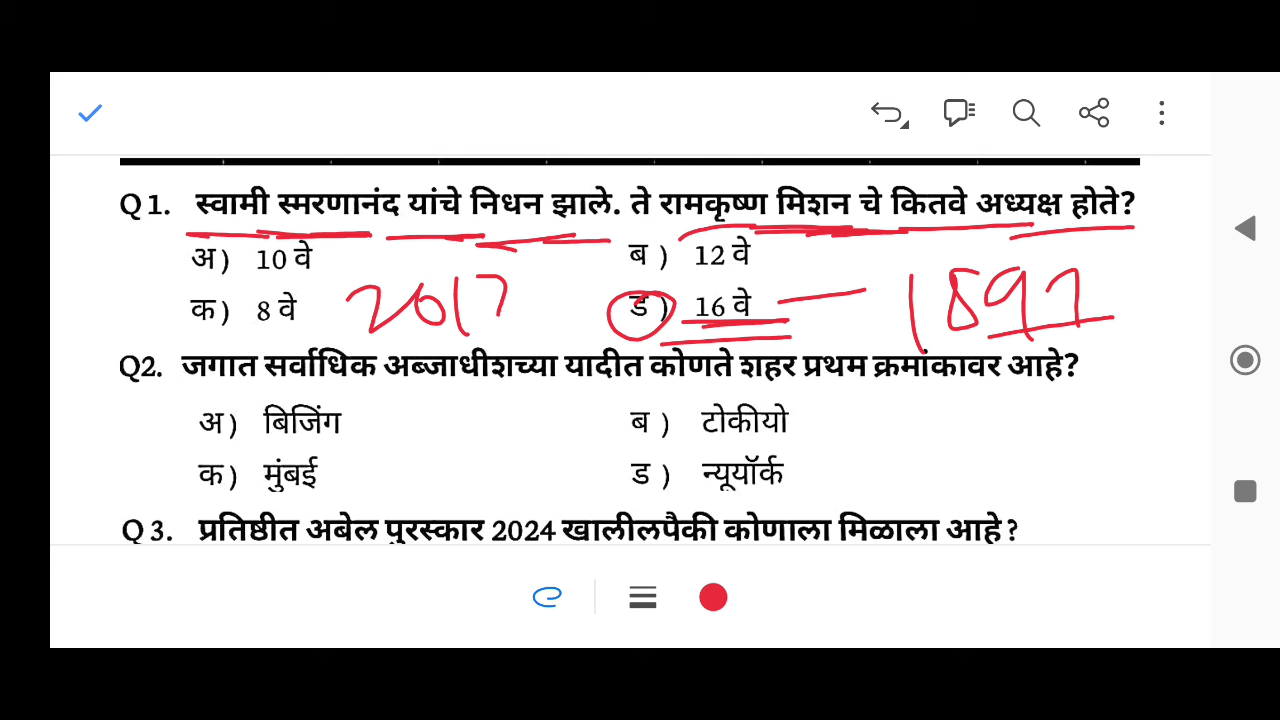 Q1. स्वामी स्मरणानंद यांचे निधन झाले. ते रामकृष्ण मिशन चे कितवे अध्यक्ष होते?
अ) 10 वे ब ) 12 वे
क) 8 वे 2017 ड ) 16 वे — 1897
Q2. जगात सर्वाधिक अब्जाधीशच्या यादीत कोणते शहर प्रथम क्रमांकावर आहे?
अ) बिजिंग ब ) टोकीयो
क) मुंबई ड ) न्यूयॉर्क
Q3. प्रतिष्ठीत अबेल पुरस्कार 2024 खालीलपैकी कोणाला मिळाला आहे?